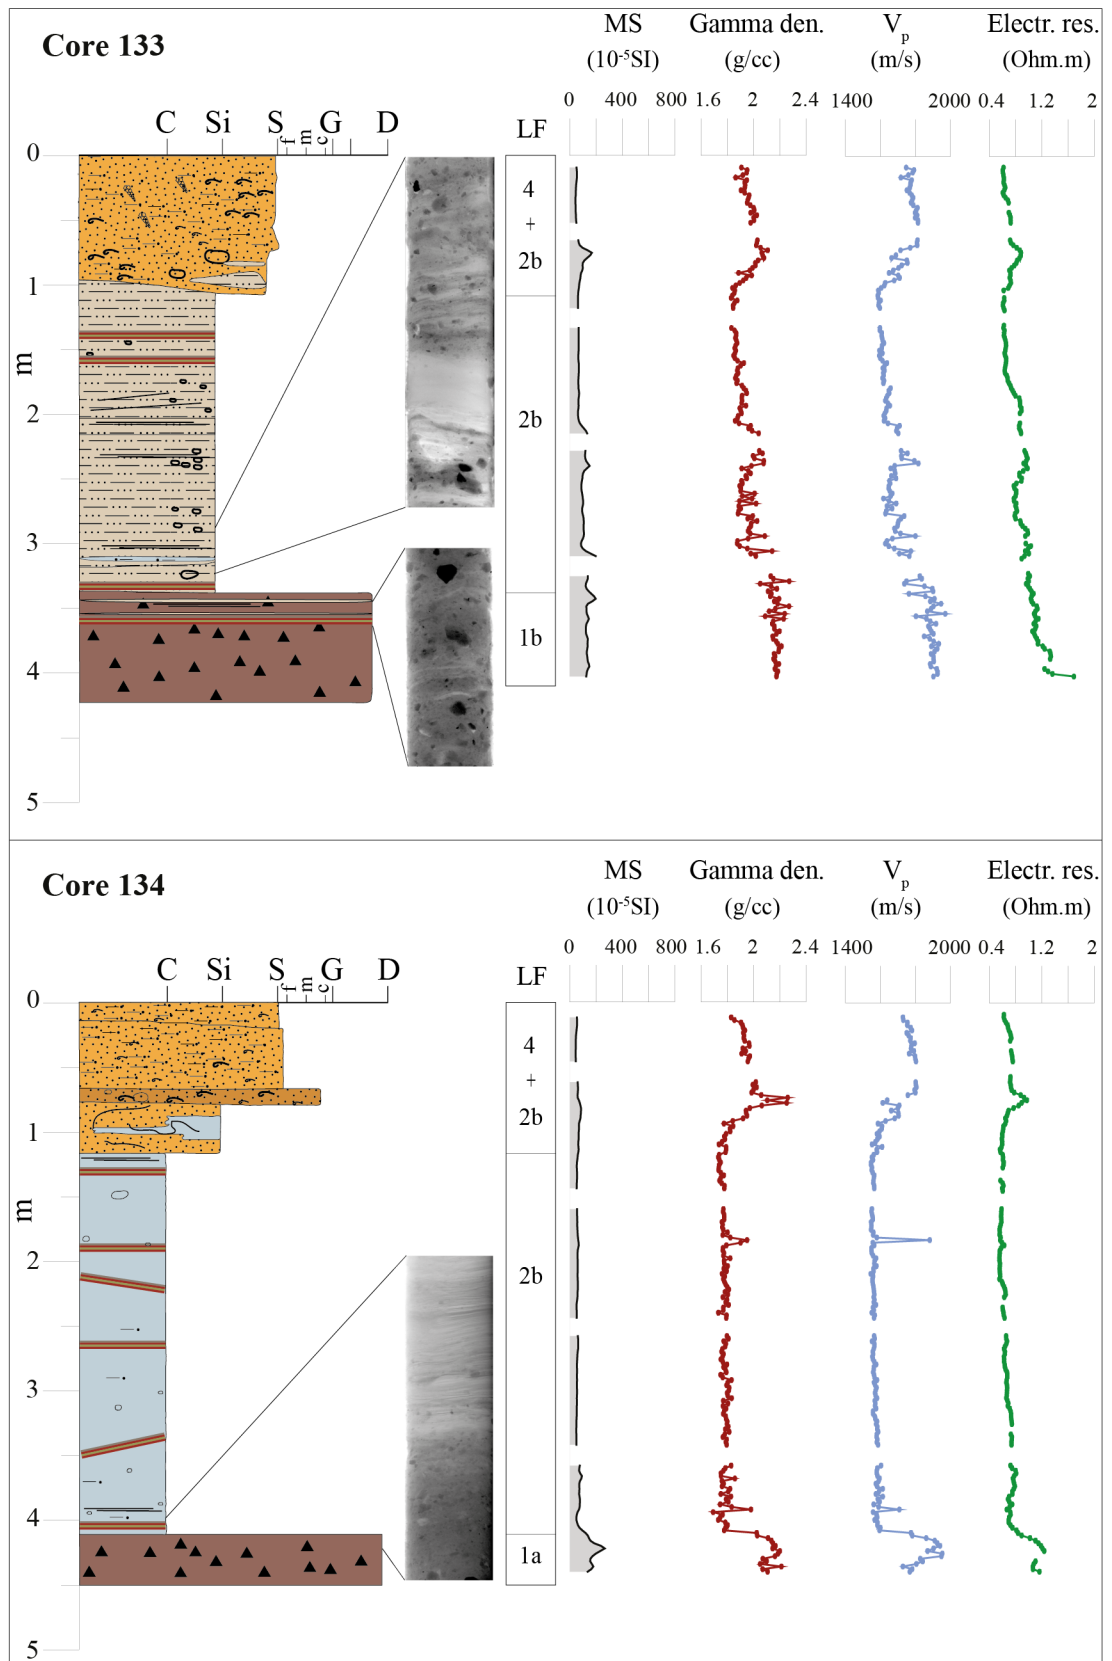 Core 133
MS Gamma den. Vp Electr. res.
(10-5SI) (g/cc) (m/s) (Ohm.m)
0 400 800 1.6 2 2.4 1400 2000 0.4 1.2 2
C Si S f m c G D LF
0
1
2
3
4
5
m
4
+
2b
2b
1b
Core 134
MS Gamma den. Vp Electr. res.
(10-5SI) (g/cc) (m/s) (Ohm.m)
0 400 800 1.6 2 2.4 1400 2000 0.4 1.2 2
C Si S f m c G D LF
0
1
2
3
4
5
m
4
+
2b
2b
1a